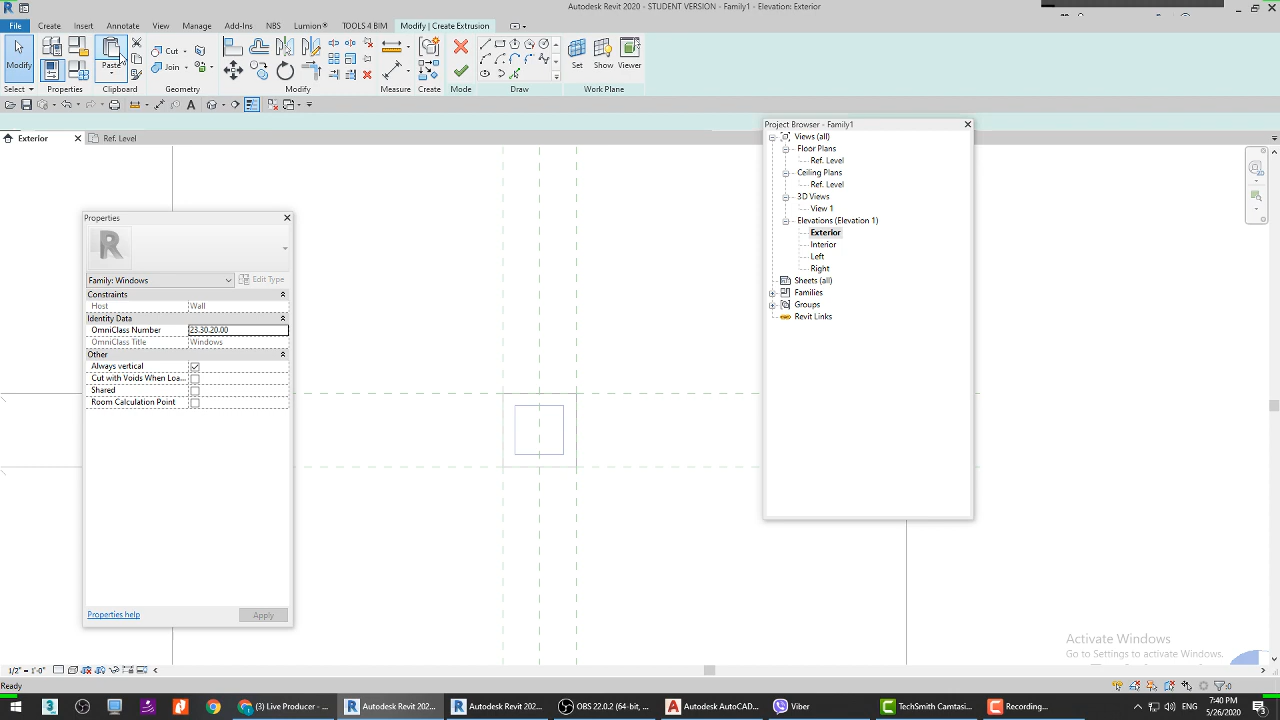 Autodesk Revit 2020 - STUDENT VERSION - Family1 - Elevation: Exterior
File Create Insert Annotate View Manage Add-Ins NBS Lumion® TOOLS 4 BIM Modify | Create Extrusion
Modify Paste Cut Join Set Show Viewer
Select Properties Clipboard Geometry Modify Measure Create Mode Draw Work Plane
Exterior Ref. Level
Project Browser - Family1
Views (all)
Floor Plans
Ref. Level
Ceiling Plans
Ref. Level
3D Views
View 1
Elevations (Elevation 1)
Exterior
Interior
Left
Right
Sheets (all)
Families
Groups
Revit Links
Properties
Family: Windows Edit Type
Constraints
Host Wall
Identity Data
OmniClass Number 23.30.20.00
OmniClass Title Windows
Other
Always vertical
Cut with Voids When Loa...
Shared
Room Calculation Point
Properties help Apply
Activate Windows
Go to Settings to activate Windows.
1/2" = 1'-0"
Ready :0
(i) Live Producer - ... Autodesk Revit 202... Autodesk Revit 202... OBS 22.0.2 (64-bit, ... Autodesk AutoCAD... Viber TechSmith Camtasi... Recording... ENG 7:40 PM
5/26/2020